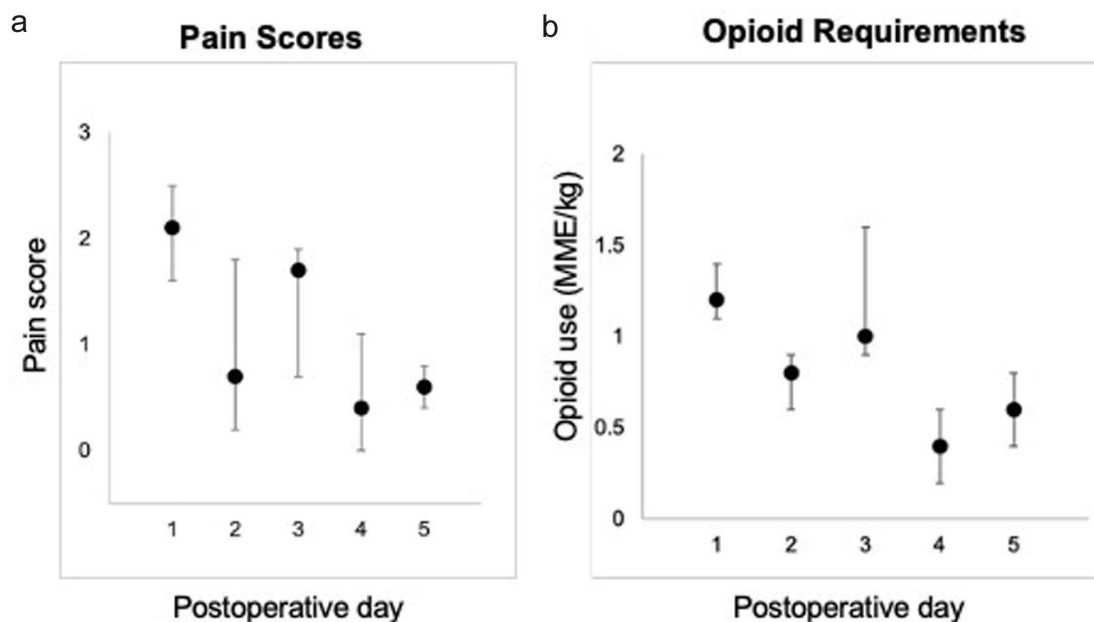 a
Pain Scores
Pain score
3
2
1
0
1 2 3 4 5
Postoperative day
b
Opioid Requirements
Opioid use (MME/kg)
2
1.5
1
0.5
0
1 2 3 4 5
Postoperative day